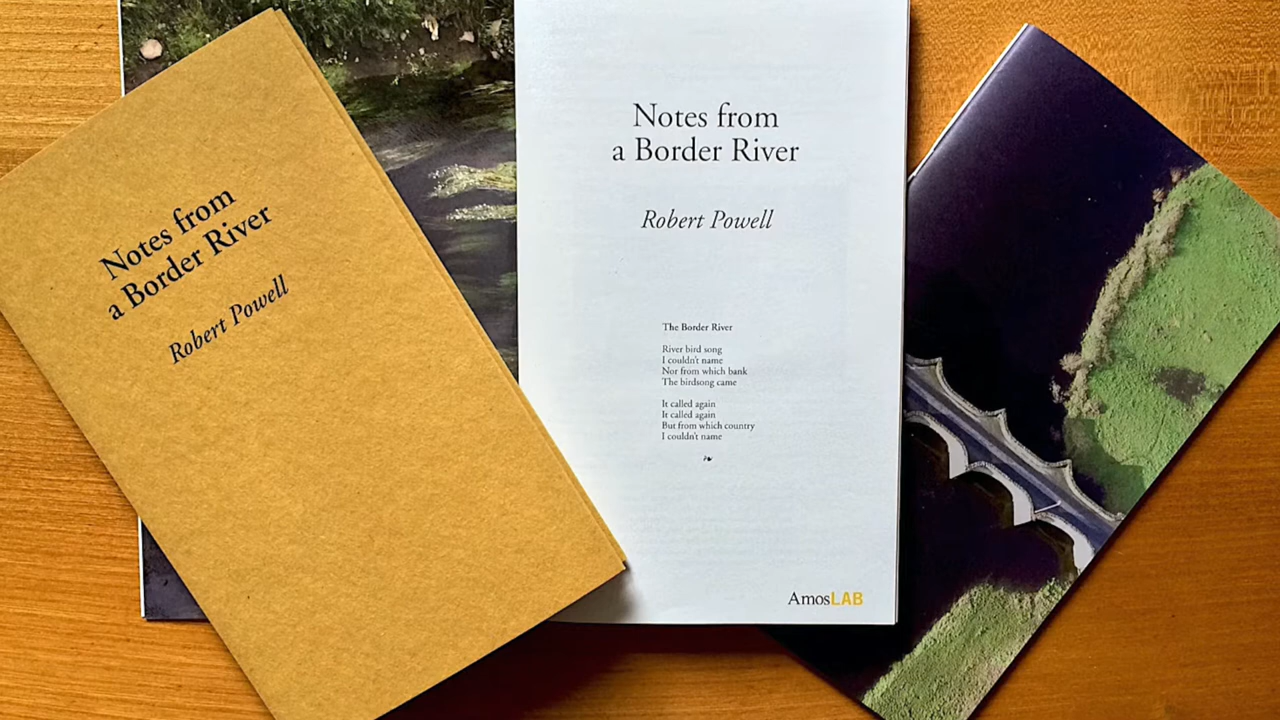 Notes from
a Border River
Robert Powell
Notes from
a Border River
Robert Powell
The Border River
River bird song
I couldn't name
Nor from which bank
The birdsong came
It called again
It called again
But from which country
I couldn't name
AmosLAB